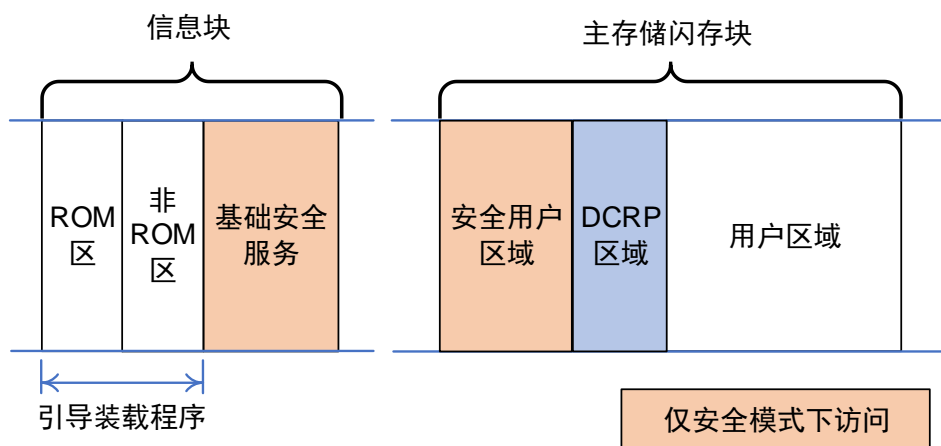 信息块
主存储闪存块
ROM
区
非
ROM
区
基础安全
服务
安全用户
区域
DCRP
区域
用户区域
引导装载程序
仅安全模式下访问